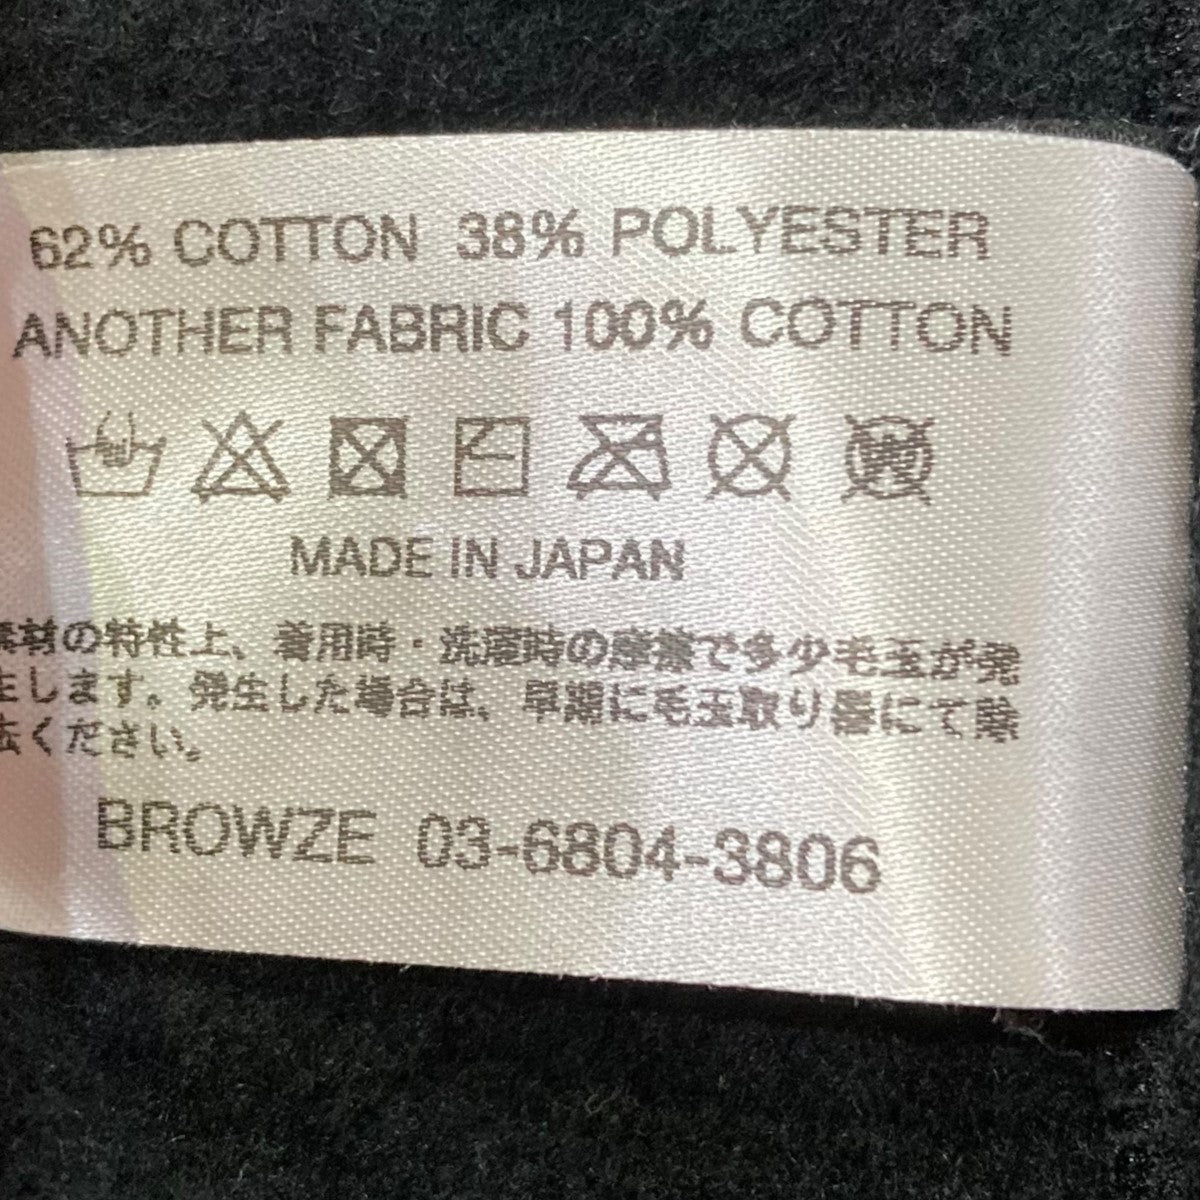 62% COTTON 38% POLYESTER
ANOTHER FABRIC 100% COTTON
MADE IN JAPAN
素材の特性上、着用時・洗濯時の摩擦で多少毛玉が発
生します。発生した場合は、早期に毛玉取り器にて除
去ください。
BROWZE 03-6804-3806